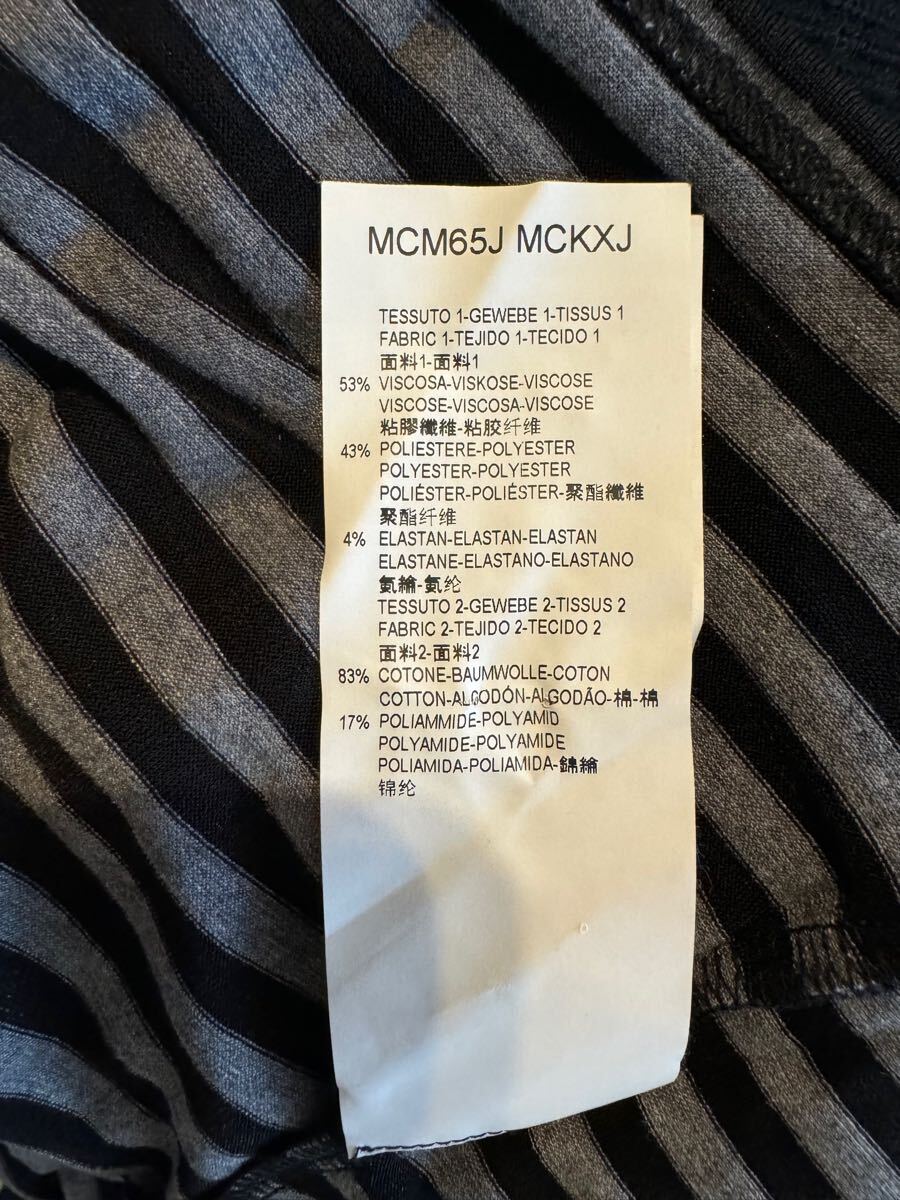 MCM65J MCKXJ
TESSUTO 1-GEWEBE 1-TISSUS 1
FABRIC 1-TEJIDO 1-TECIDO 1
面料1-面料1
53% VISCOSA-VISKOSE-VISCOSE
VISCOSE-VISCOSA-VISCOSE
粘膠纖維-粘胶纤维
43% POLIESTERE-POLYESTER
POLYESTER-POLYESTER
POLIÉSTER-POLIÉSTER-聚酯纖維
聚酯纤维
4% ELASTAN-ELASTAN-ELASTAN
ELASTANE-ELASTANO-ELASTANO
氨綸-氨纶
TESSUTO 2-GEWEBE 2-TISSUS 2
FABRIC 2-TEJIDO 2-TECIDO 2
面料2-面料2
83% COTONE-BAUMWOLLE-COTON
COTTON-ALGODÓN-ALGODÃO-棉-棉
17% POLIAMMIDE-POLYAMID
POLYAMIDE-POLYAMIDE
POLIAMIDA-POLIAMIDA-錦綸
锦纶